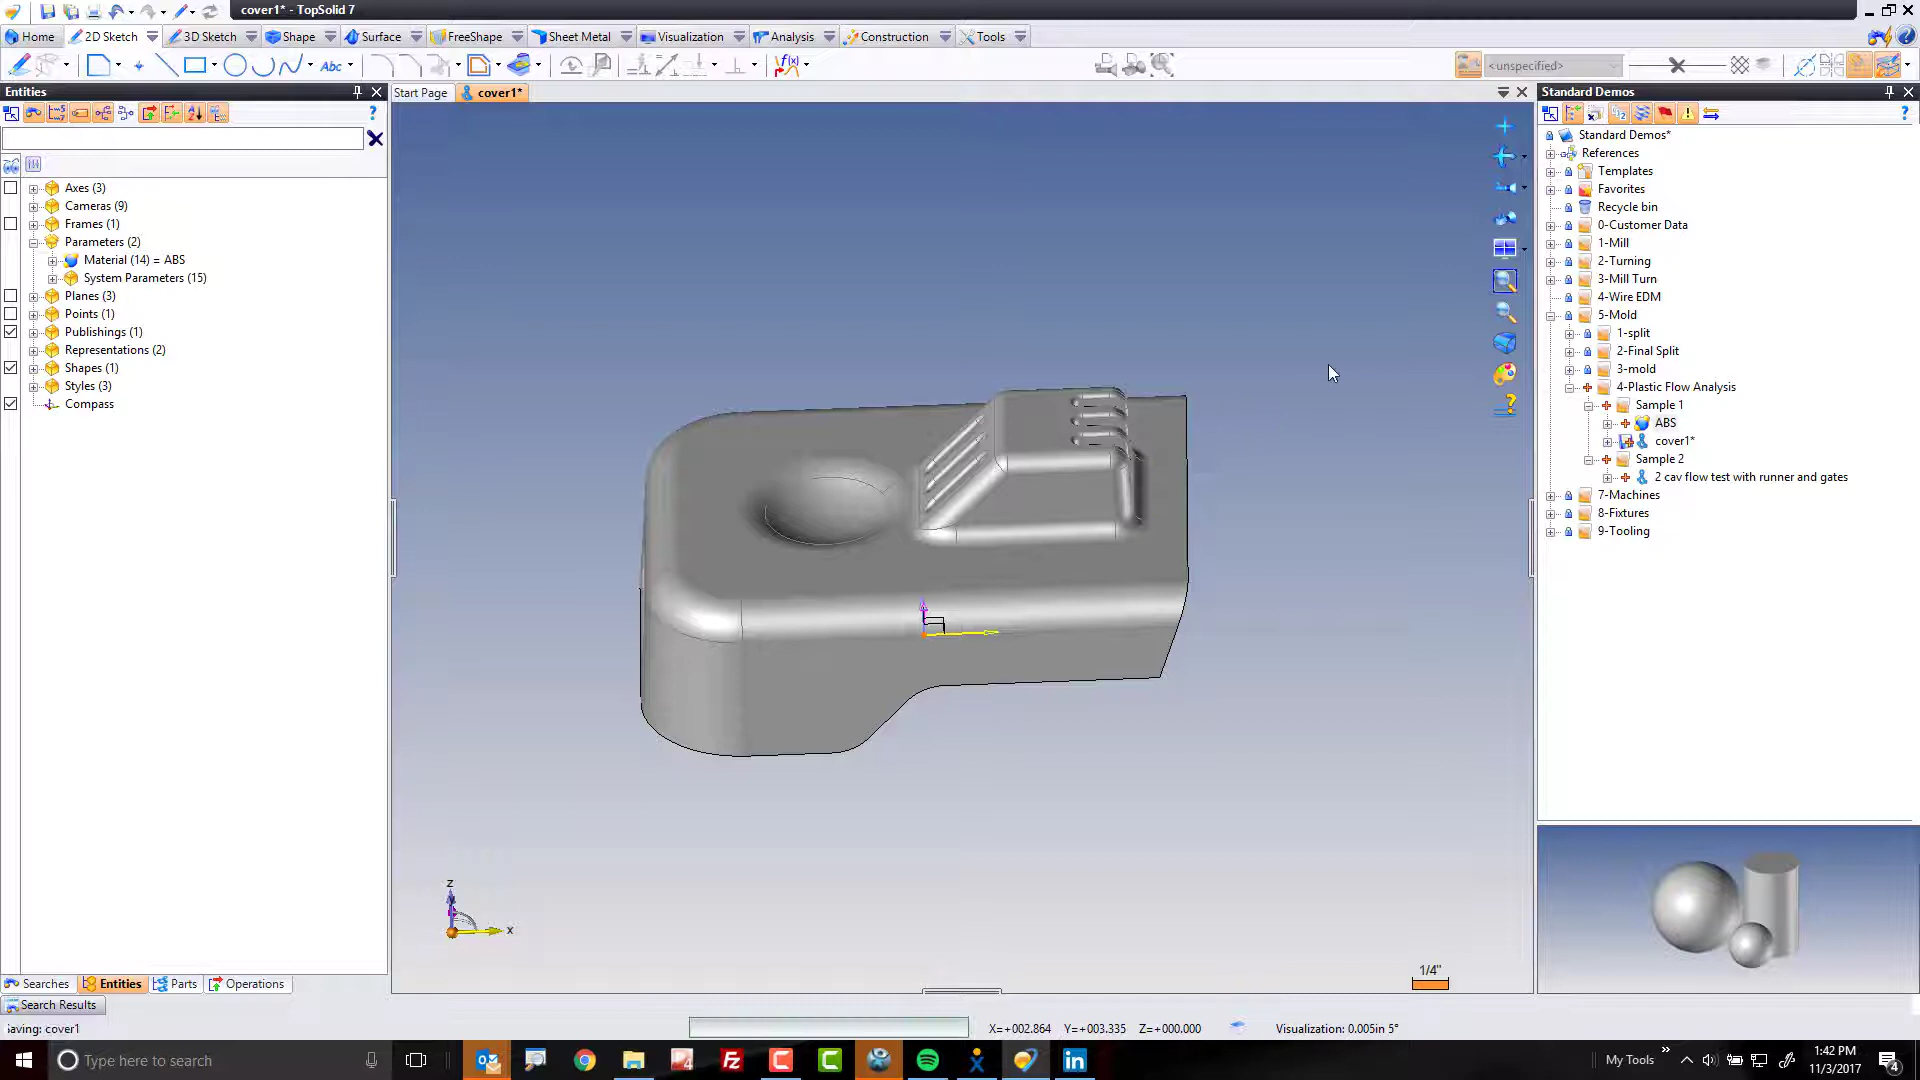 cover1* - TopSolid 7
Home 2D Sketch 3D Sketch Shape Surface FreeShape Sheet Metal Visualization Analysis Construction Tools
Abc f(x) <unspecified>
Entities
Start Page cover1*
Standard Demos
Axes (3)
Cameras (9)
Frames (1)
Parameters (2)
Material (14) = ABS
System Parameters (15)
Planes (3)
Points (1)
Publishings (1)
Representations (2)
Shapes (1)
Styles (3)
Compass
Standard Demos*
References
Templates
Favorites
Recycle bin
0-Customer Data
1-Mill
2-Turning
3-Mill Turn
4-Wire EDM
5-Mold
1-split
2-Final Split
3-mold
4-Plastic Flow Analysis
Sample 1
ABS
cover1*
Sample 2
2 cav flow test with runner and gates
7-Machines
8-Fixtures
9-Tooling
z
x
1/4"
Searches Entities Parts Operations
Search Results
Saving: cover1
X=+002.864 Y=+003.335 Z=+000.000 Visualization: 0.005in 5°
Type here to search
My Tools
1:42 PM
11/3/2017
4